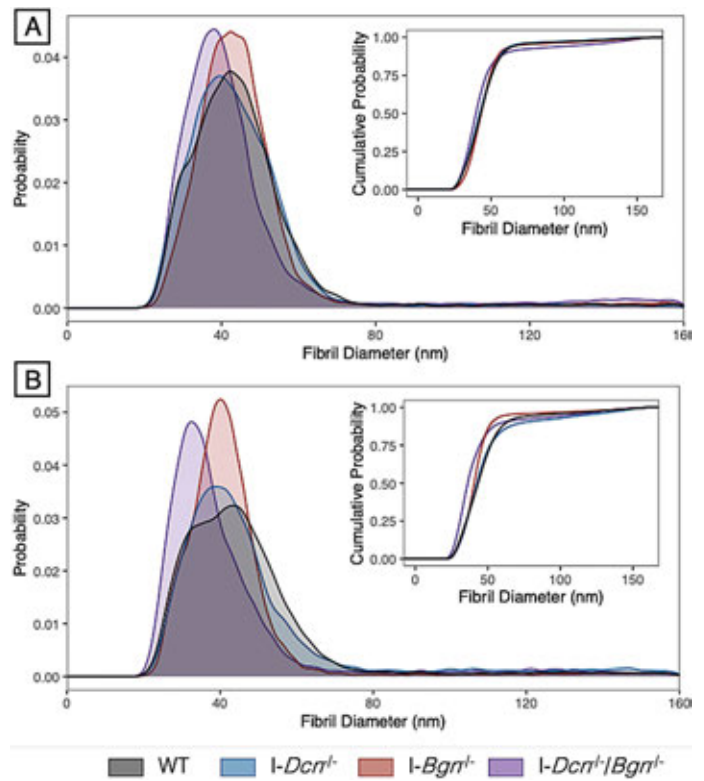 A
Probability
0.04
0.03
0.02
0.01
0.00
0 40 80 120 160
Fibril Diameter (nm)
Cumulative Probability
1.00
0.75
0.50
0.25
0.00
0 50 100 150
Fibril Diameter (nm)
B
Probability
0.05
0.04
0.03
0.02
0.01
0.00
0 40 80 120 160
Fibril Diameter (nm)
Cumulative Probability
1.00
0.75
0.50
0.25
0.00
0 50 100 150
Fibril Diameter (nm)
WT I-Dcn-/- I-Bgn-/- I-Dcn-/-/Bgn-/-